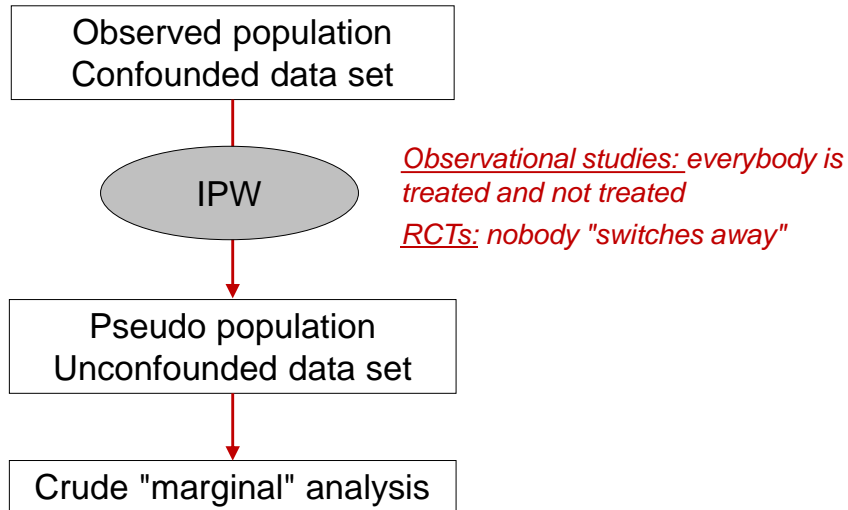 Observed population
Confounded data set
IPW
Observational studies: everybody is
treated and not treated
RCTs: nobody "switches away"
Pseudo population
Unconfounded data set
Crude "marginal" analysis